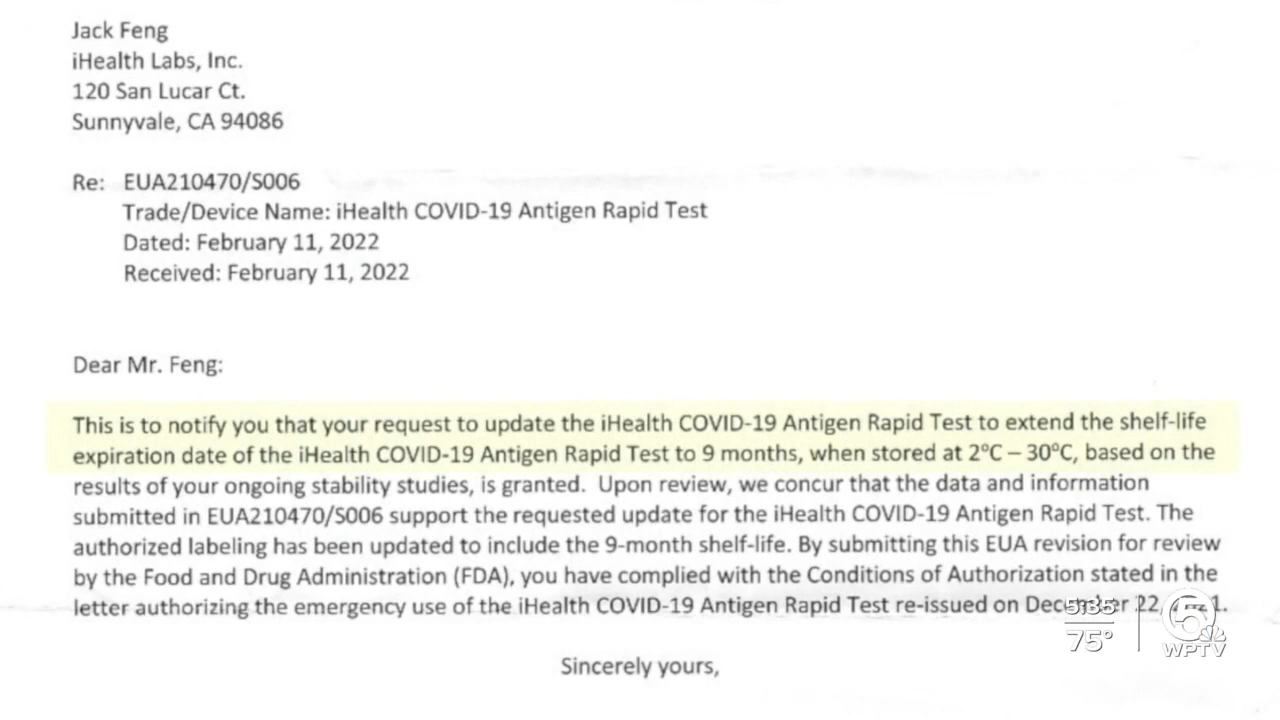 Jack Feng
iHealth Labs, Inc.
120 San Lucar Ct.
Sunnyvale, CA 94086
Re: EUA210470/S006
Trade/Device Name: iHealth COVID-19 Antigen Rapid Test
Dated: February 11, 2022
Received: February 11, 2022
Dear Mr. Feng:
This is to notify you that your request to update the iHealth COVID-19 Antigen Rapid Test to extend the shelf-life
expiration date of the iHealth COVID-19 Antigen Rapid Test to 9 months, when stored at 2ºC – 30ºC, based on the
results of your ongoing stability studies, is granted. Upon review, we concur that the data and information
submitted in EUA210470/S006 support the requested update for the iHealth COVID-19 Antigen Rapid Test. The
authorized labeling has been updated to include the 9-month shelf-life. By submitting this EUA revision for review
by the Food and Drug Administration (FDA), you have complied with the Conditions of Authorization stated in the
letter authorizing the emergency use of the iHealth COVID-19 Antigen Rapid Test re-issued on December 22, 2021.
5:35
75°
5
WPTV
Sincerely yours,